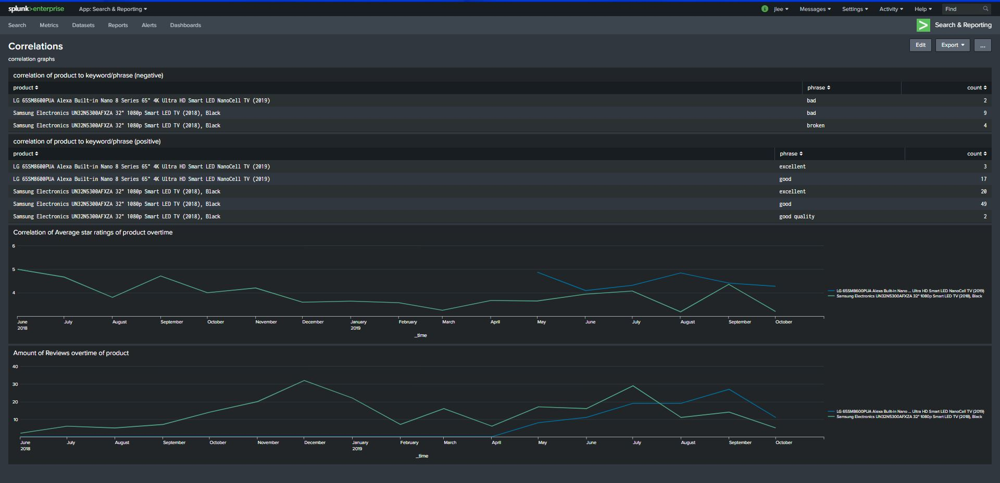 splunk>enterprise App: Search & Reporting jlee Messages Settings Activity Help Find
Search Metrics Datasets Reports Alerts Dashboards Search & Reporting
Correlations Edit Export ...
correlation graphs
correlation of product to keyword/phrase (negative)
product phrase count
LG 65SM8600PUA Alexa Built-in Nano 8 Series 65" 4K Ultra HD Smart LED NanoCell TV (2019) bad 2
Samsung Electronics UN32N5300AFXZA 32" 1080p Smart LED TV (2018), Black bad 9
Samsung Electronics UN32N5300AFXZA 32" 1080p Smart LED TV (2018), Black broken 4
correlation of product to keyword/phrase (positive)
product phrase count
LG 65SM8600PUA Alexa Built-in Nano 8 Series 65" 4K Ultra HD Smart LED NanoCell TV (2019) excellent 3
LG 65SM8600PUA Alexa Built-in Nano 8 Series 65" 4K Ultra HD Smart LED NanoCell TV (2019) good 17
Samsung Electronics UN32N5300AFXZA 32" 1080p Smart LED TV (2018), Black excellent 20
Samsung Electronics UN32N5300AFXZA 32" 1080p Smart LED TV (2018), Black good 49
Samsung Electronics UN32N5300AFXZA 32" 1080p Smart LED TV (2018), Black good quality 2
Correlation of Average star ratings of product overtime
6
5
4
LG 65SM8600PUA Alexa Built-in Nano ... Ultra HD Smart LED NanoCell TV (2019)
Samsung Electronics UN32N5300AFXZA 32" 1080p Smart LED TV (2018), Black
June July August September October November December January February March April May June July August September October
2018 2019
_time
Amount of Reviews overtime of product
40
30
20
10
LG 65SM8600PUA Alexa Built-in Nano ... Ultra HD Smart LED NanoCell TV (2019)
Samsung Electronics UN32N5300AFXZA 32" 1080p Smart LED TV (2018), Black
June July August September October November December January February March April May June July August September October
2018 2019
_time